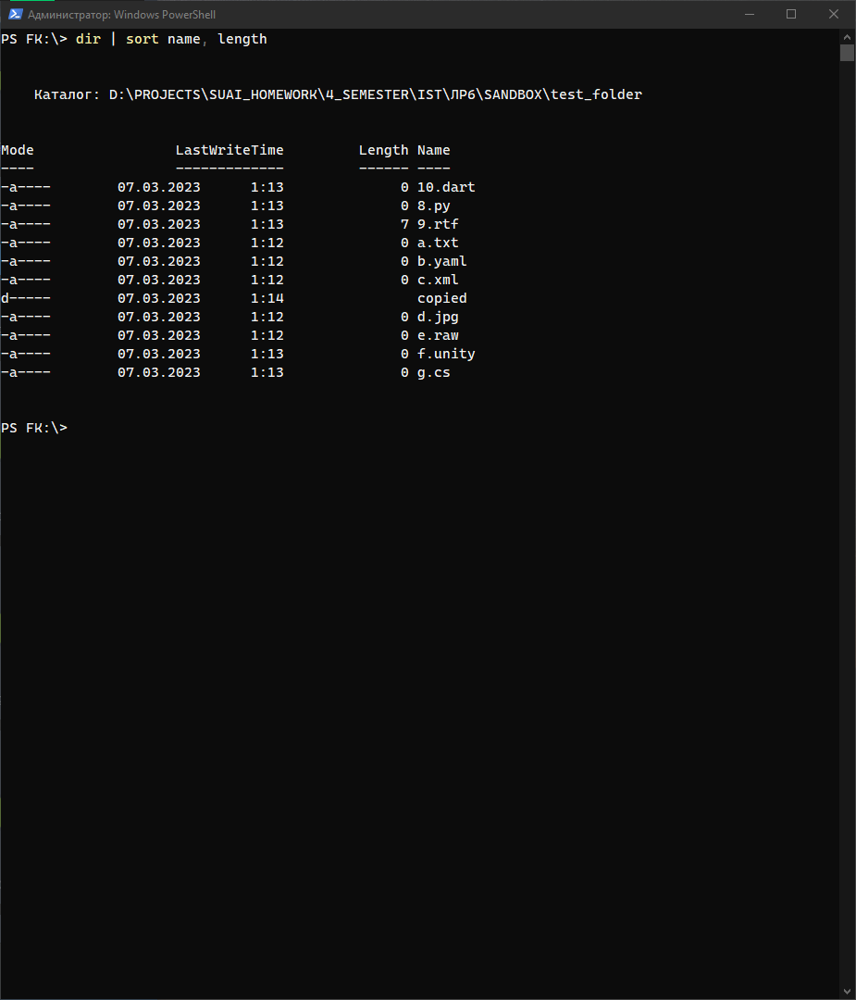 Администратор: Windows PowerShell
PS FK:\> dir | sort name, length
Каталог: D:\PROJECTS\SUAI_HOMEWORK\4_SEMESTER\IST\ЛР6\SANDBOX\test_folder
Mode                 LastWriteTime         Length Name
----                 -------------         ------ ----
-a----        07.03.2023      1:13              0 10.dart
-a----        07.03.2023      1:13              0 8.py
-a----        07.03.2023      1:13              7 9.rtf
-a----        07.03.2023      1:12              0 a.txt
-a----        07.03.2023      1:12              0 b.yaml
-a----        07.03.2023      1:12              0 c.xml
d-----        07.03.2023      1:14                copied
-a----        07.03.2023      1:12              0 d.jpg
-a----        07.03.2023      1:12              0 e.raw
-a----        07.03.2023      1:13              0 f.unity
-a----        07.03.2023      1:13              0 g.cs
PS FK:\>